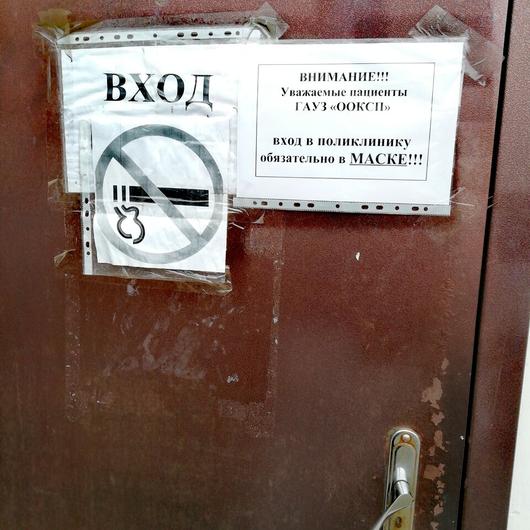 ВХОД
ВНИМАНИЕ!!!
Уважаемые пациенты
ГАУЗ «ООКСП»
вход в поликлинику
обязательно в МАСКЕ!!!